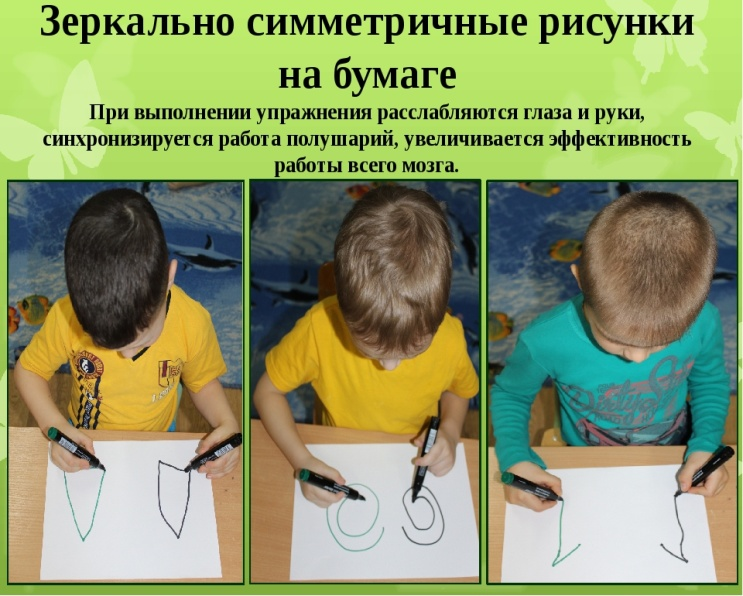 Зеркально симметричные рисунки
на бумаге
При выполнении упражнения расслабляются глаза и руки,
синхронизируется работа полушарий, увеличивается эффективность
работы всего мозга.